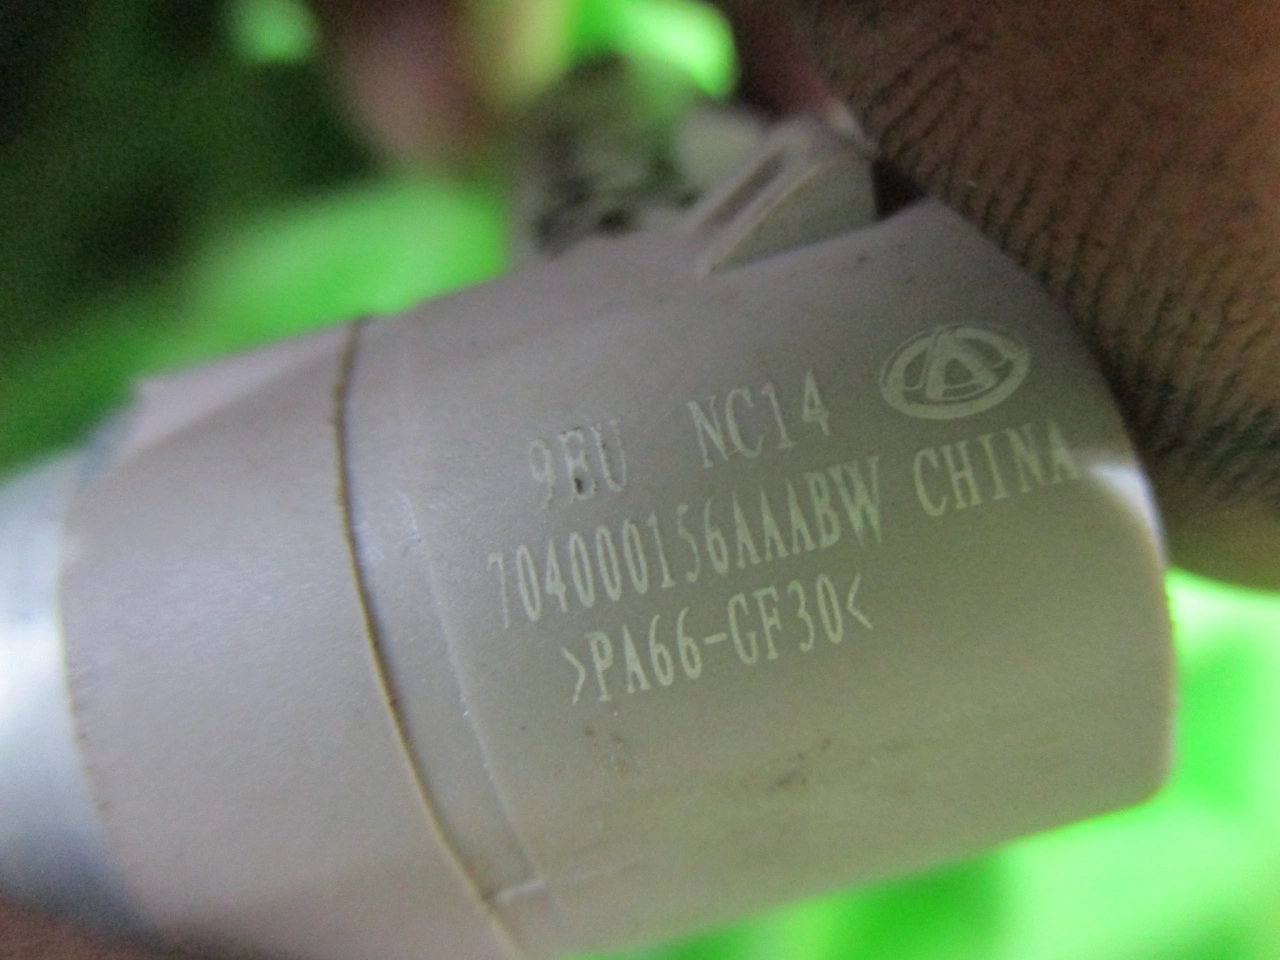 9EU NC14
704000156AAABW CHINA
>PA66-GF30<